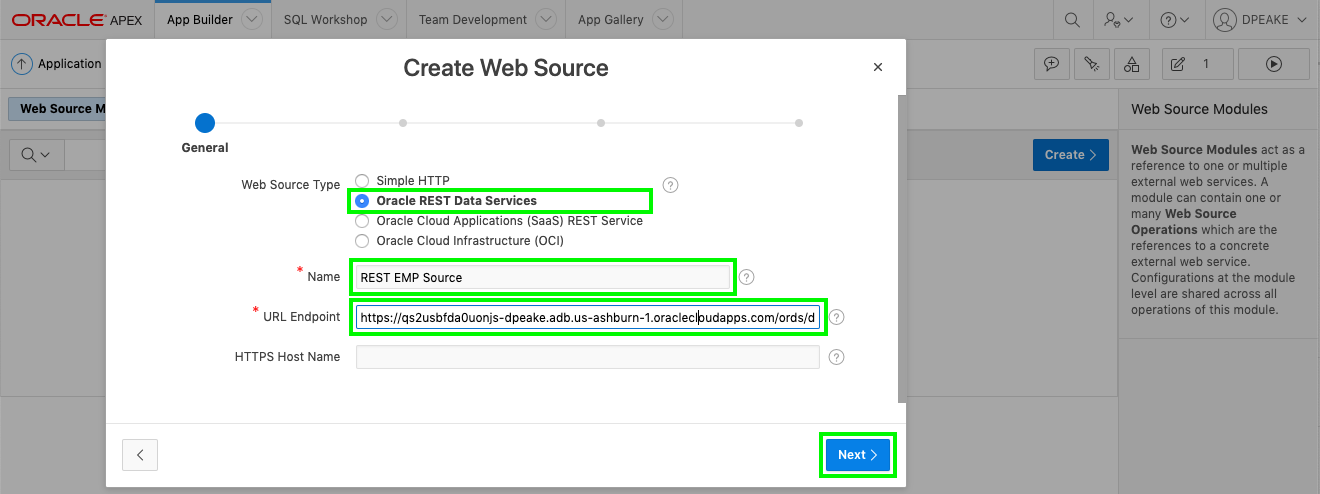 ORACLE APEX App Builder SQL Workshop Team Development App Gallery DPEAKE
Application
1
Create Web Source
Web Source M
General
Create
Web Source Type
Simple HTTP
Oracle REST Data Services
Oracle Cloud Applications (SaaS) REST Service
Oracle Cloud Infrastructure (OCI)
* Name
REST EMP Source
* URL Endpoint
https://qs2usbfda0uonjs-dpeake.adb.us-ashburn-1.oraclecloudapps.com/ords/d
HTTPS Host Name
Next
Web Source Modules
Web Source Modules act as a
reference to one or multiple
external web services. A
module can contain one or
many Web Source
Operations which are the
references to a concrete
external web service.
Configurations at the module
level are shared across all
operations of this module.